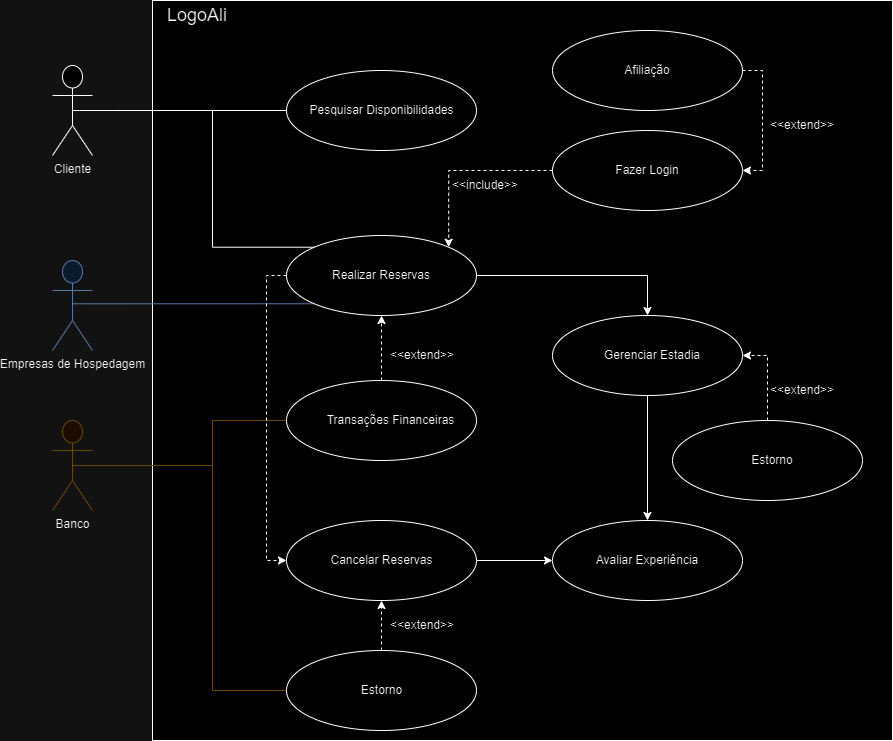 LogoAli
Afiliação
Pesquisar Disponibilidades
<<extend>>
Cliente
Fazer Login
<<include>>
Realizar Reservas
Empresas de Hospedagem
<<extend>>
Gerenciar Estadia
<<extend>>
Transações Financeiras
Estorno
Banco
Cancelar Reservas
Avaliar Experiência
<<extend>>
Estorno